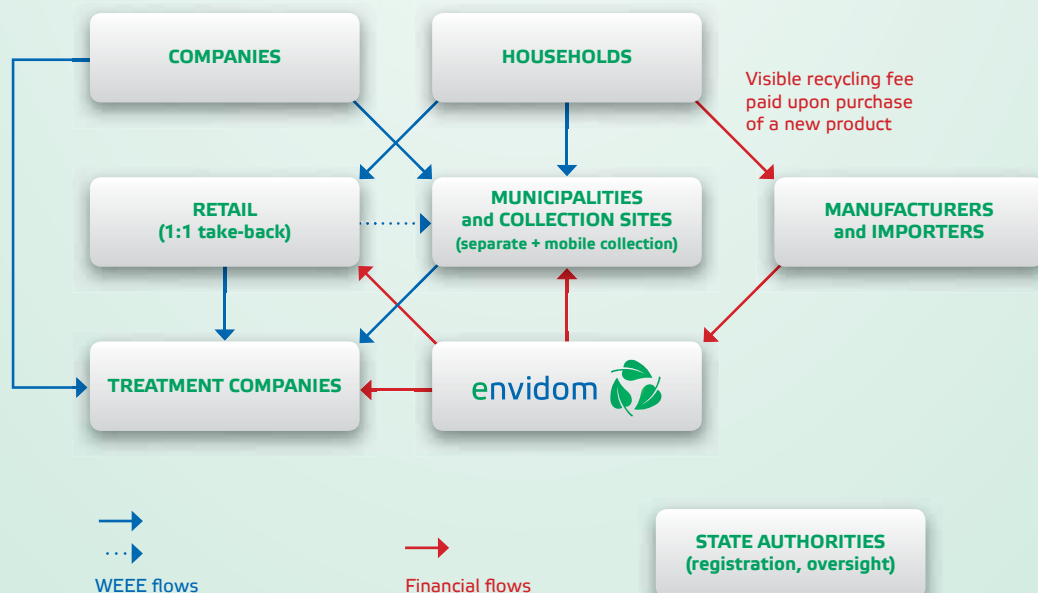 COMPANIES
HOUSEHOLDS
Visible recycling fee
paid upon purchase
of a new product
RETAIL
(1:1 take-back)
MUNICIPALITIES
and COLLECTION SITES
(separate + mobile collection)
MANUFACTURERS
and IMPORTERS
TREATMENT COMPANIES
envidom
WEEE flows
Financial flows
STATE AUTHORITIES
(registration, oversight)